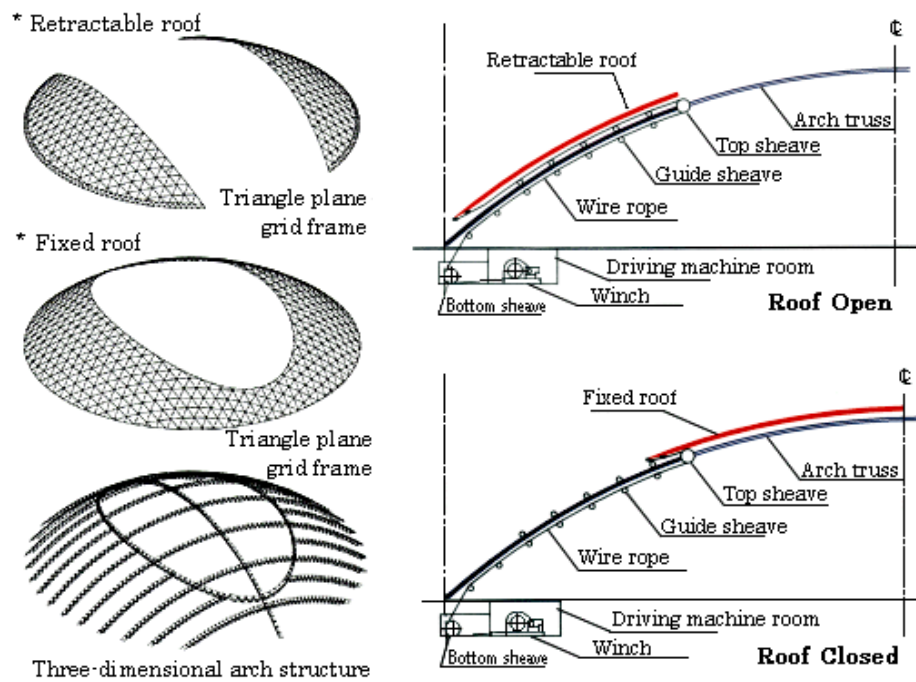 * Retractable roof
Triangle plane
grid frame
* Fixed roof
Triangle plane
grid frame
Three-dimensional arch structure
℄
Retractable roof
Arch truss
Top sheave
Guide sheave
Wire rope
Driving machine room
Winch
Bottom sheave
Roof Open
℄
Fixed roof
Arch truss
Top sheave
Guide sheave
Wire rope
Driving machine room
Winch
Bottom sheave
Roof Closed